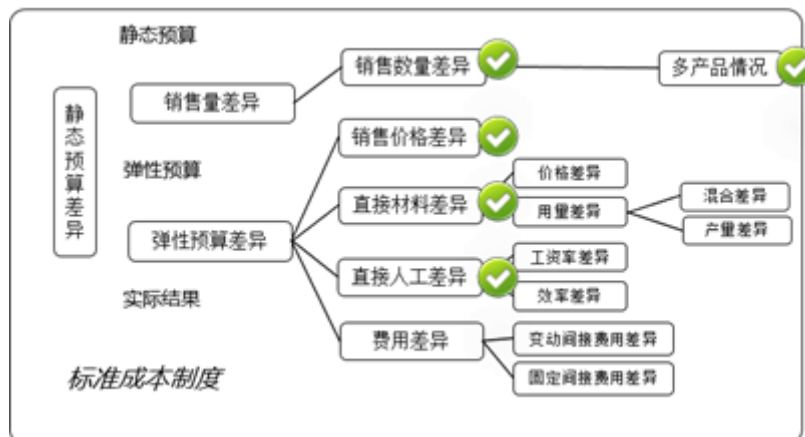 静态预算
销售数量差异
多产品情况
销售量差异
静态预算差异
销售价格差异
弹性预算
价格差异
直接材料差异
用量差异
混合差异
产量差异
弹性预算差异
工资率差异
直接人工差异
效率差异
实际结果
费用差异
变动间接费用差异
固定间接费用差异
标准成本制度